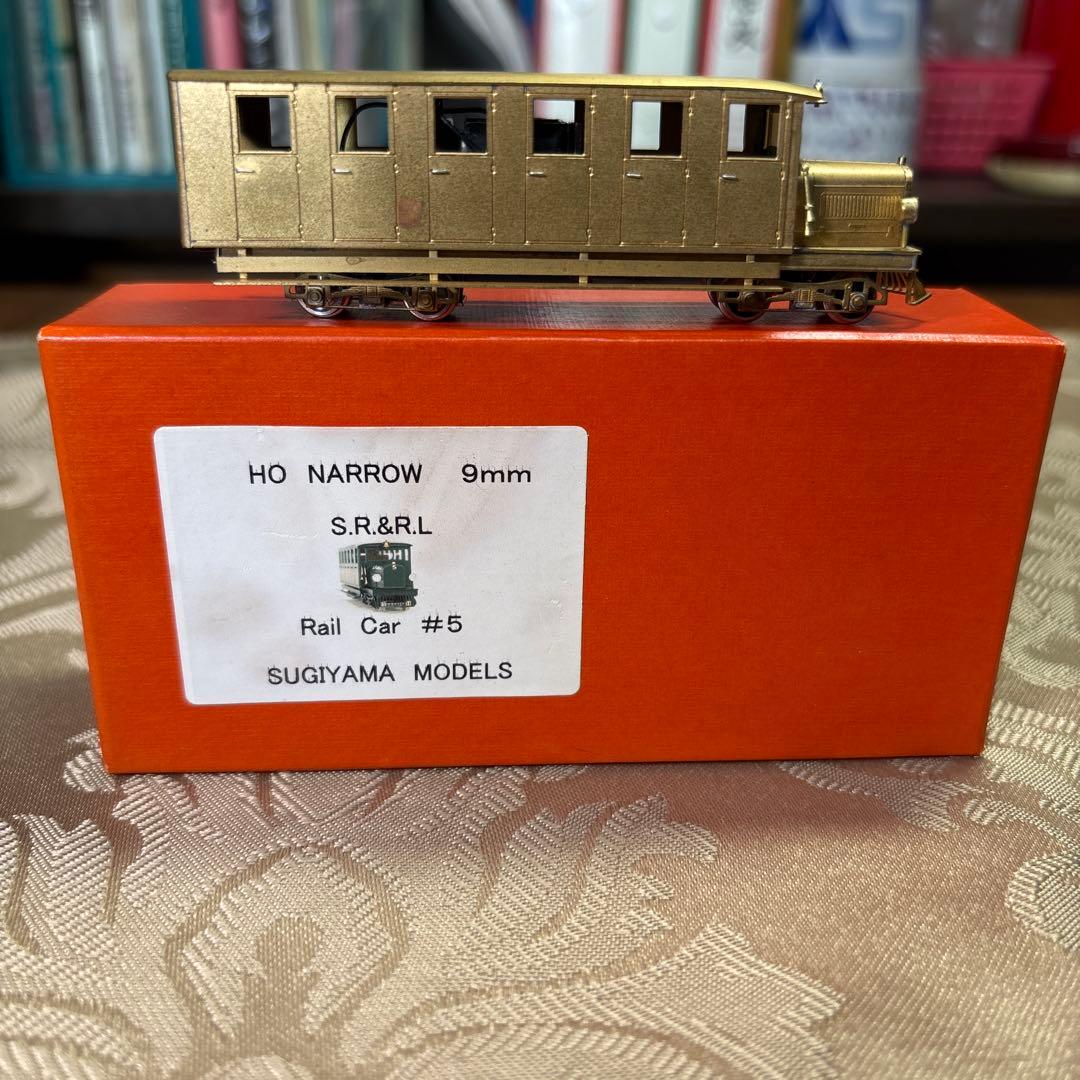 HO NARROW 9mm
S.R.&R.L
Rail Car #5
SUGIYAMA MODELS